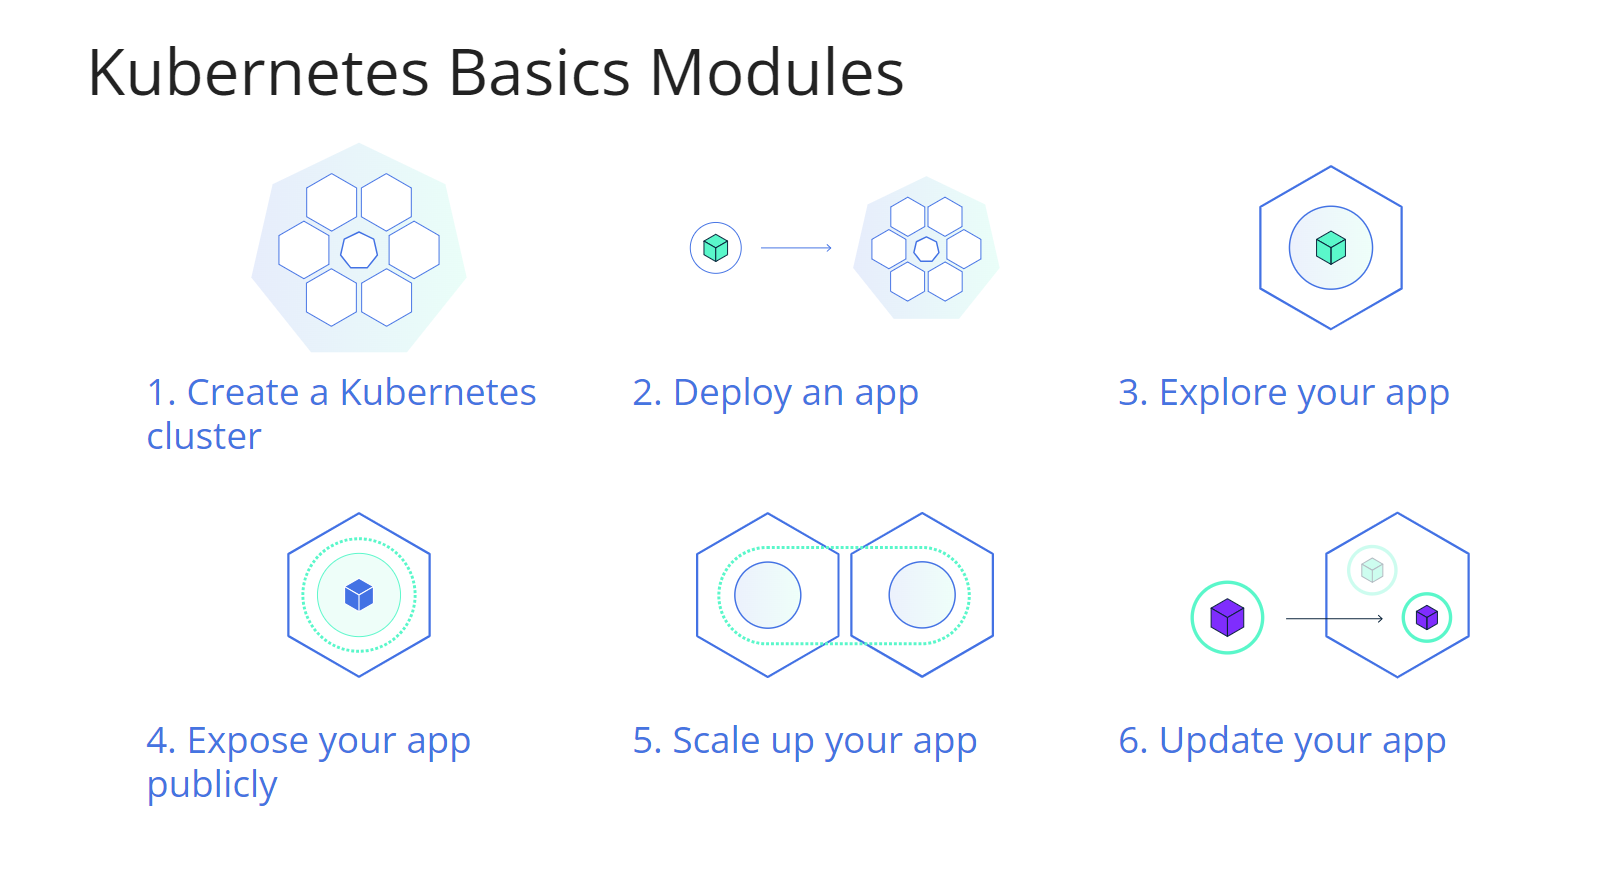 Kubernetes Basics Modules
1. Create a Kubernetes
cluster
2. Deploy an app
3. Explore your app
4. Expose your app
publicly
5. Scale up your app
6. Update your app